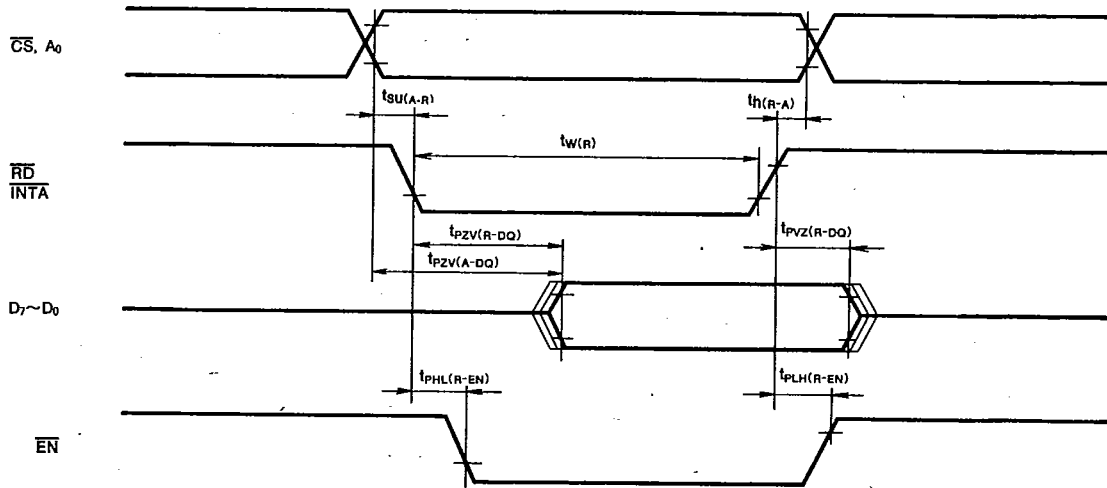 CS, A0
tSU(A-R)
th(R-A)
tW(R)
RD
INTA
tPZV(R-DQ)
tPVZ(R-DQ)
tPZV(A-DQ)
D7~D0
tPHL(R-EN)
tPLH(R-EN)
EN